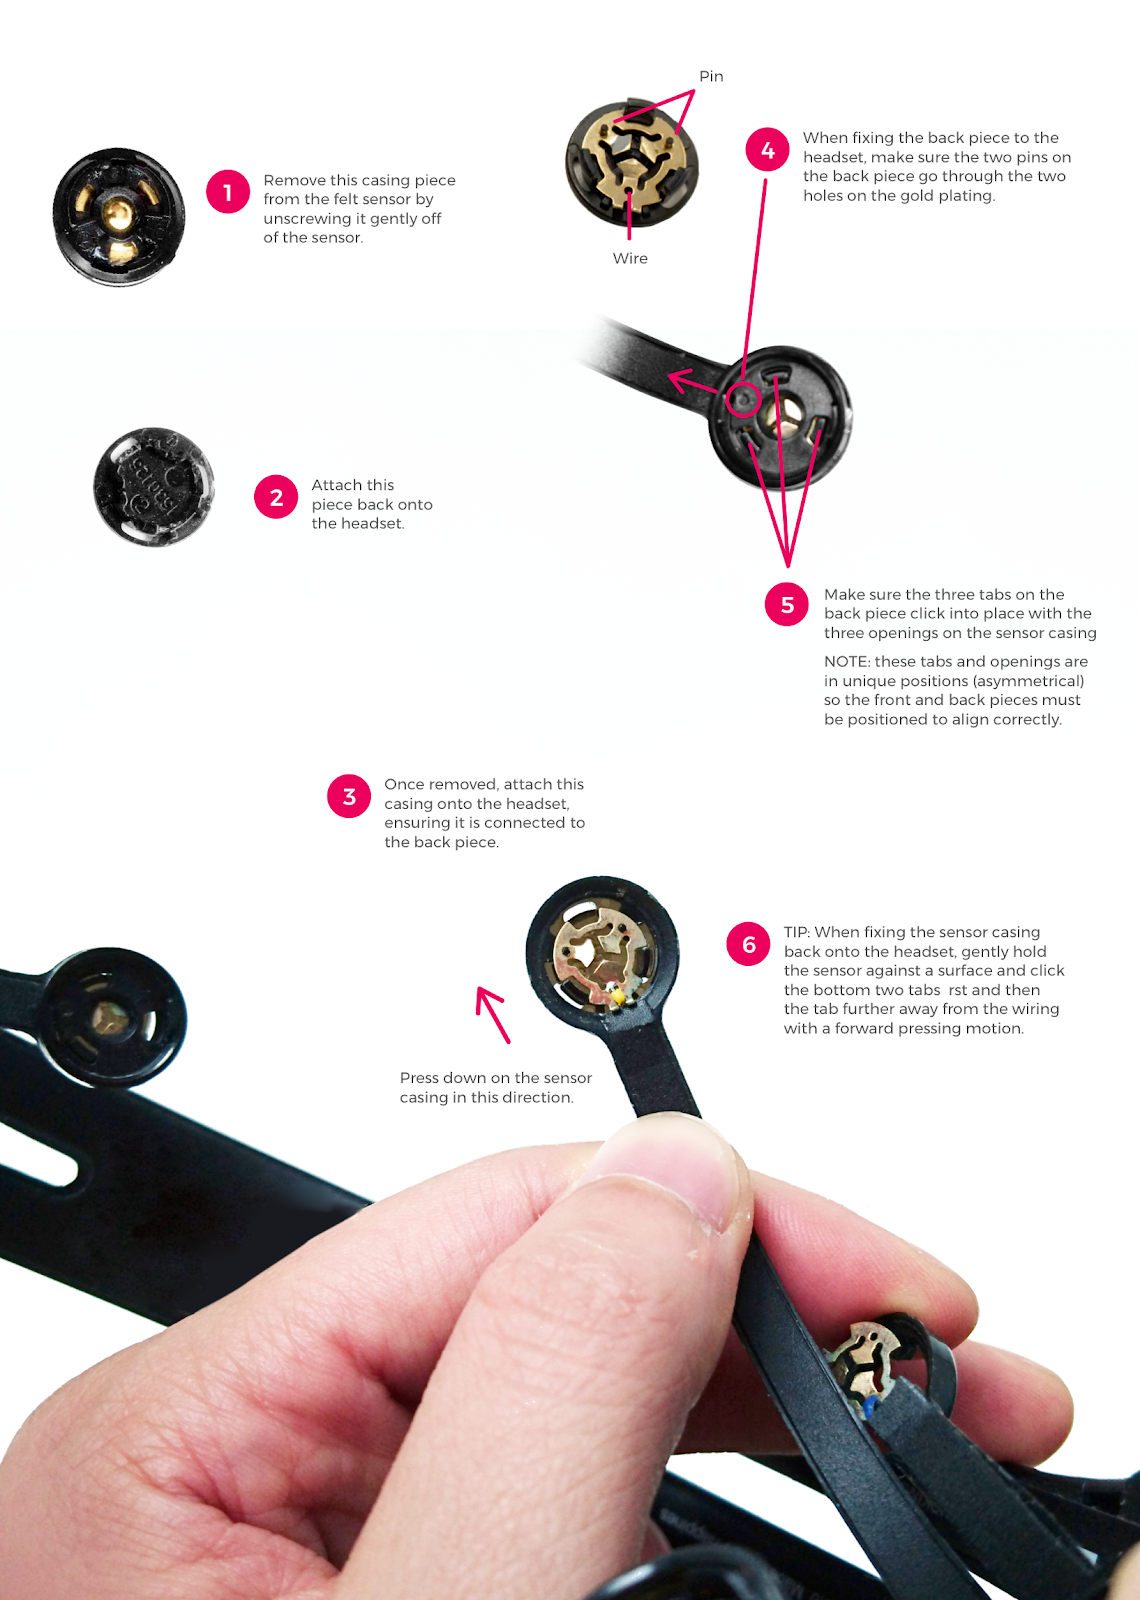 Pin
4
When fixing the back piece to the
headset, make sure the two pins on
the back piece go through the two
holes on the gold plating.
1
Remove this casing piece
from the felt sensor by
unscrewing it gently off
of the sensor.
Wire
2
Attach this
piece back onto
the headset.
5
Make sure the three tabs on the
back piece click into place with the
three openings on the sensor casing
NOTE: these tabs and openings are
in unique positions (asymmetrical)
so the front and back pieces must
be positioned to align correctly.
3
Once removed, attach this
casing onto the headset,
ensuring it is connected to
the back piece.
6
TIP: When fixing the sensor casing
back onto the headset, gently hold
the sensor against a surface and click
the bottom two tabs rst and then
the tab further away from the wiring
with a forward pressing motion.
Press down on the sensor
casing in this direction.